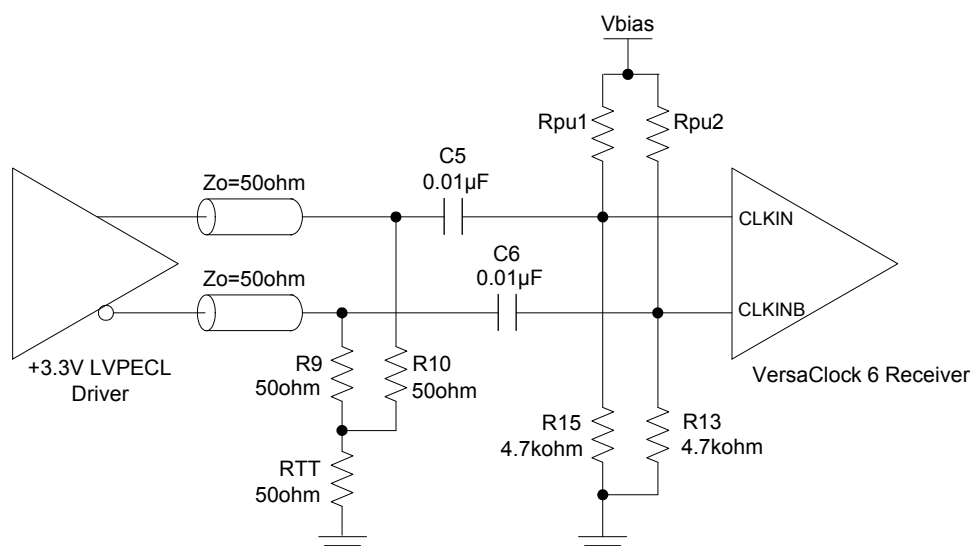 Vbias
Rpu1
Rpu2
C5
0.01µF
Zo=50ohm
CLKIN
C6
0.01µF
Zo=50ohm
CLKINB
+3.3V LVPECL
Driver
R9
50ohm
R10
50ohm
VersaClock 6 Receiver
R15
4.7kohm
R13
4.7kohm
RTT
50ohm